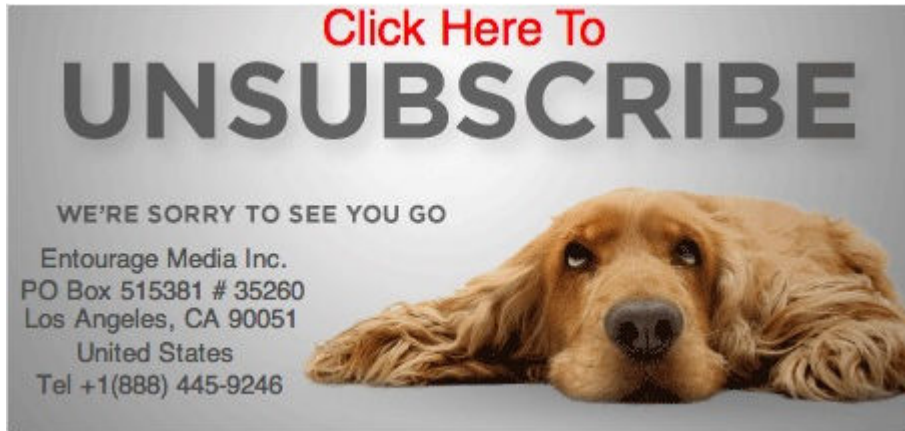 Click Here To
UNSUBSCRIBE
WE'RE SORRY TO SEE YOU GO
Entourage Media Inc.
PO Box 515381 # 35260
Los Angeles, CA 90051
United States
Tel +1(888) 445-9246